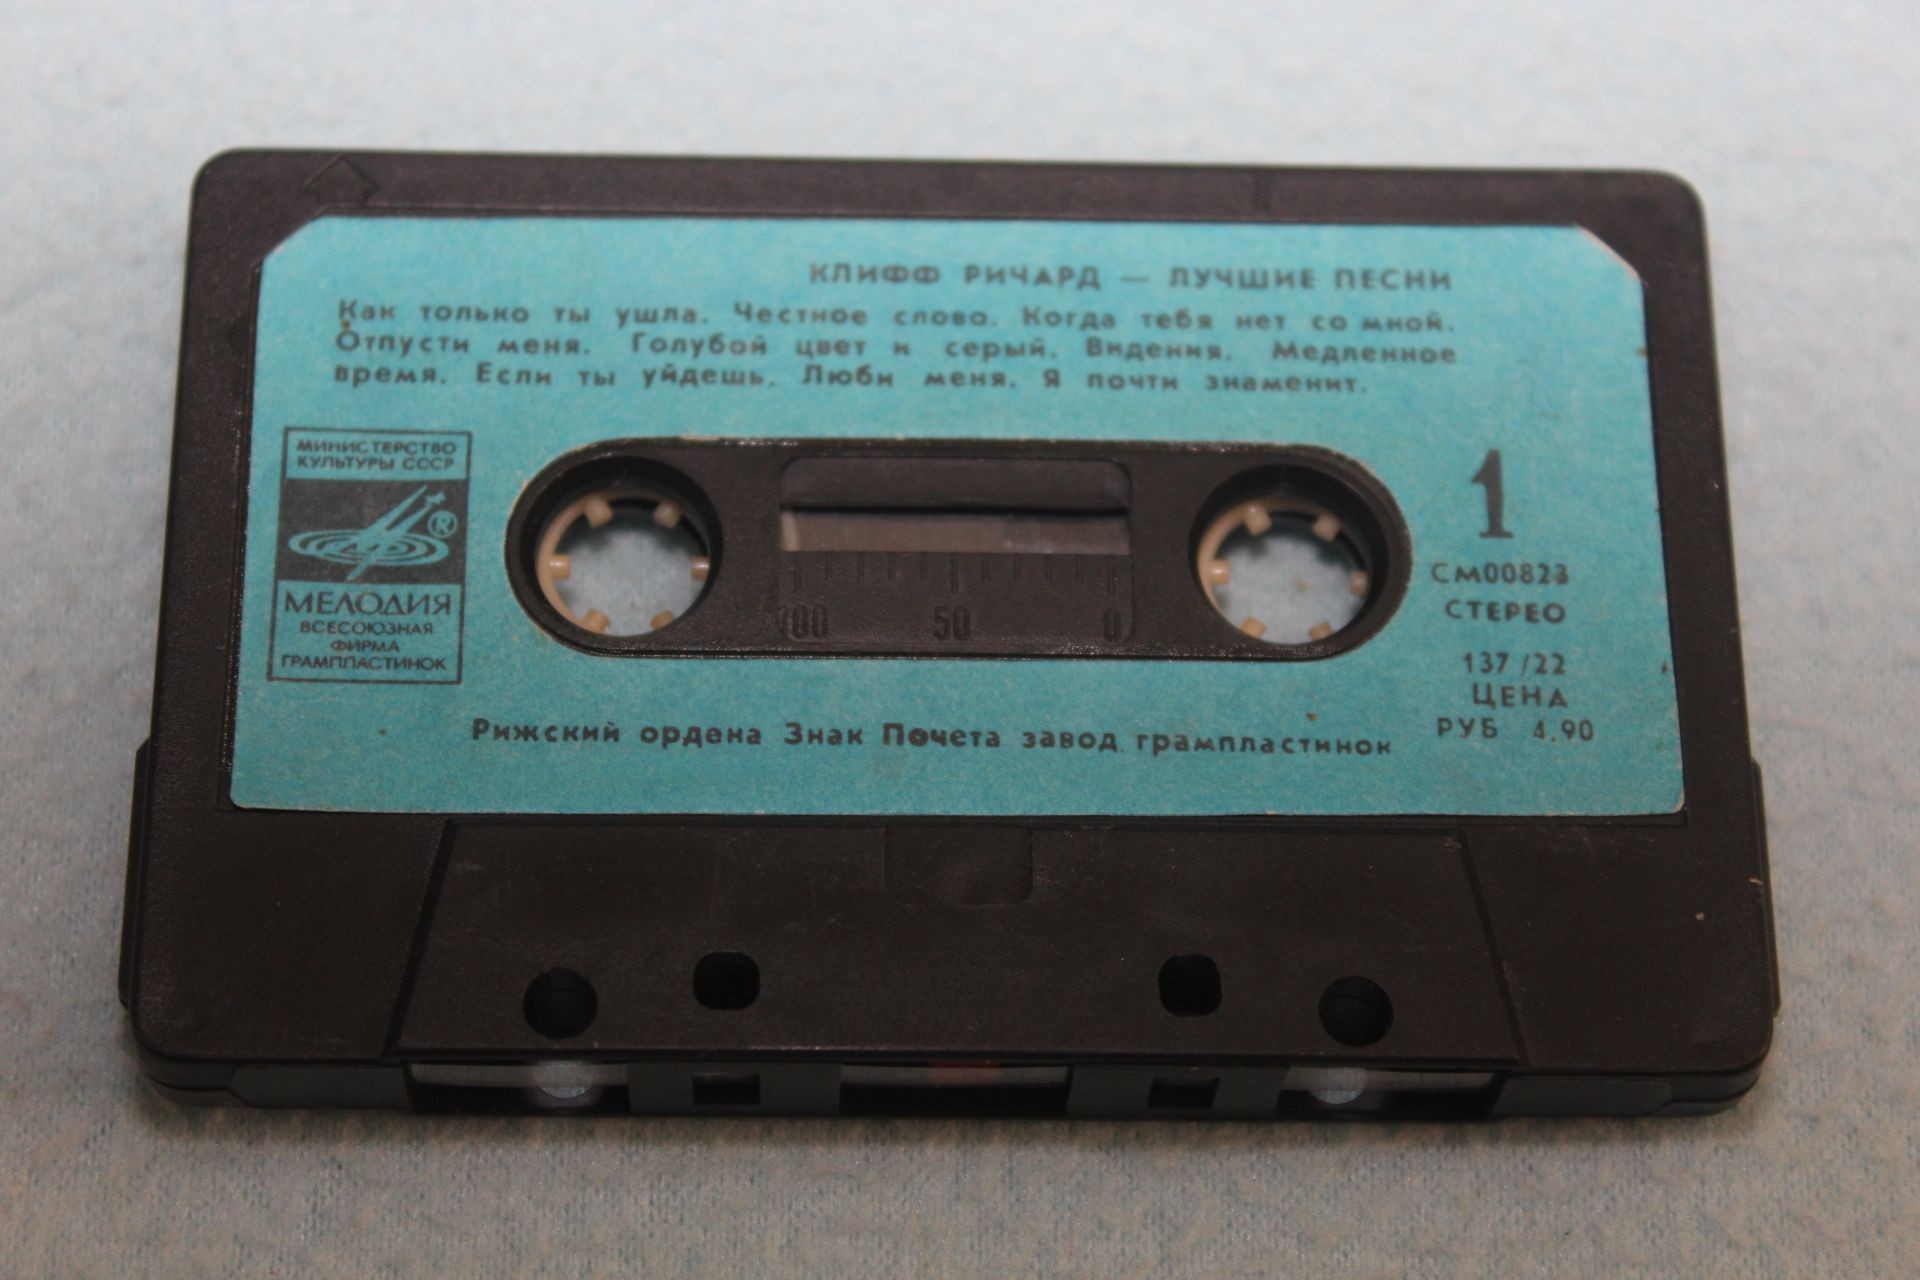 КЛИФФ РИЧАРД — ЛУЧШИЕ ПЕСНИ
Как только ты ушла. Честное слово. Когда тебя нет со мной.
Отпусти меня. Голубой цвет и серый. Видения. Медленное
время. Если ты уйдешь. Люби меня. Я почти знаменит.
МИНИСТЕРСТВО
КУЛЬТУРЫ СССР
®
МЕЛОДИЯ
ВСЕСОЮЗНАЯ
ФИРМА
ГРАМПЛАСТИНОК
100 50 0
1
СМ00823
СТЕРЕО
137/22
ЦЕНА
РУБ 4.90
Рижский ордена Знак Почета завод грампластинок